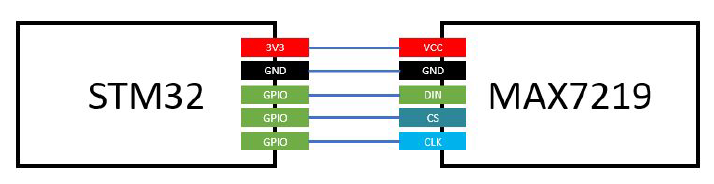 3V3 VCC
GND GND
STM32 GPIO DIN MAX7219
GPIO CS
GPIO CLK